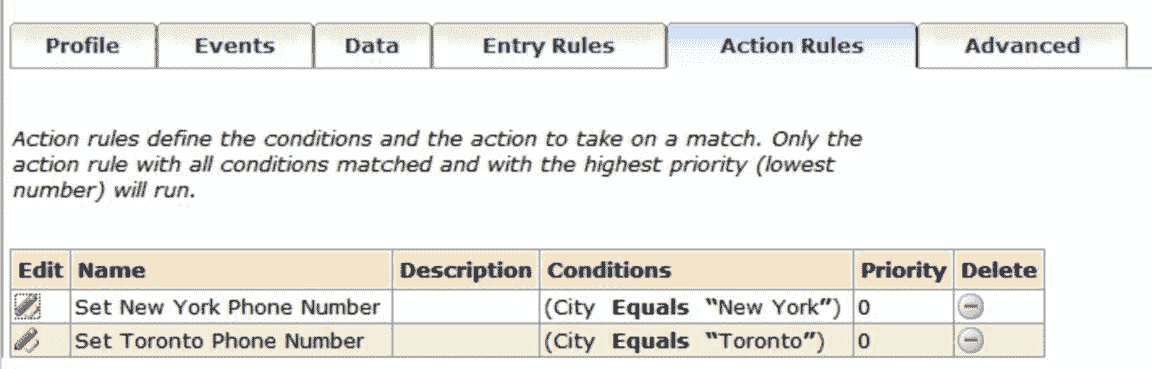 Profile Events Data Entry Rules Action Rules Advanced
Action rules define the conditions and the action to take on a match. Only the
action rule with all conditions matched and with the highest priority (lowest
number) will run.
Edit Name Description Conditions Priority Delete
Set New York Phone Number (City Equals “New York”) 0
Set Toronto Phone Number (City Equals “Toronto”) 0